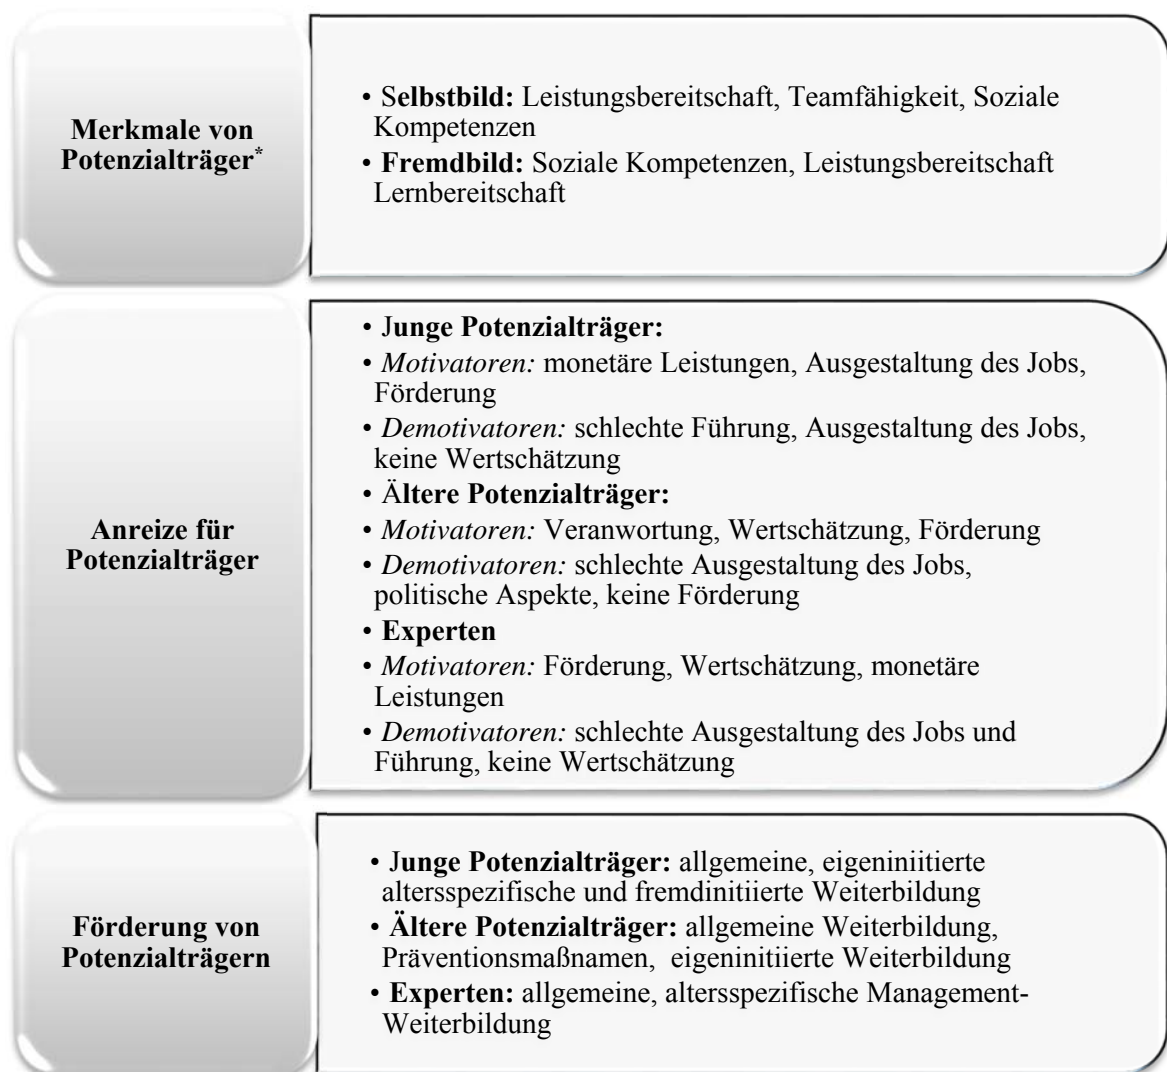 Merkmale von
Potenzialträger*
• Selbstbild: Leistungsbereitschaft, Teamfähigkeit, Soziale
Kompetenzen
• Fremdbild: Soziale Kompetenzen, Leistungsbereitschaft
Lernbereitschaft
Anreize für
Potenzialträger
• Junge Potenzialträger:
• Motivatoren: monetäre Leistungen, Ausgestaltung des Jobs,
Förderung
• Demotivatoren: schlechte Führung, Ausgestaltung des Jobs,
keine Wertschätzung
• Ältere Potenzialträger:
• Motivatoren: Veranwortung, Wertschätzung, Förderung
• Demotivatoren: schlechte Ausgestaltung des Jobs,
politische Aspekte, keine Förderung
• Experten
• Motivatoren: Förderung, Wertschätzung, monetäre
Leistungen
• Demotivatoren: schlechte Ausgestaltung des Jobs und
Führung, keine Wertschätzung
Förderung von
Potenzialträgern
• Junge Potenzialträger: allgemeine, eigeniniitierte
altersspezifische und fremdinitiierte Weiterbildung
• Ältere Potenzialträger: allgemeine Weiterbildung,
Präventionsmaßnamen, eigeninitiierte Weiterbildung
• Experten: allgemeine, altersspezifische Management-
Weiterbildung